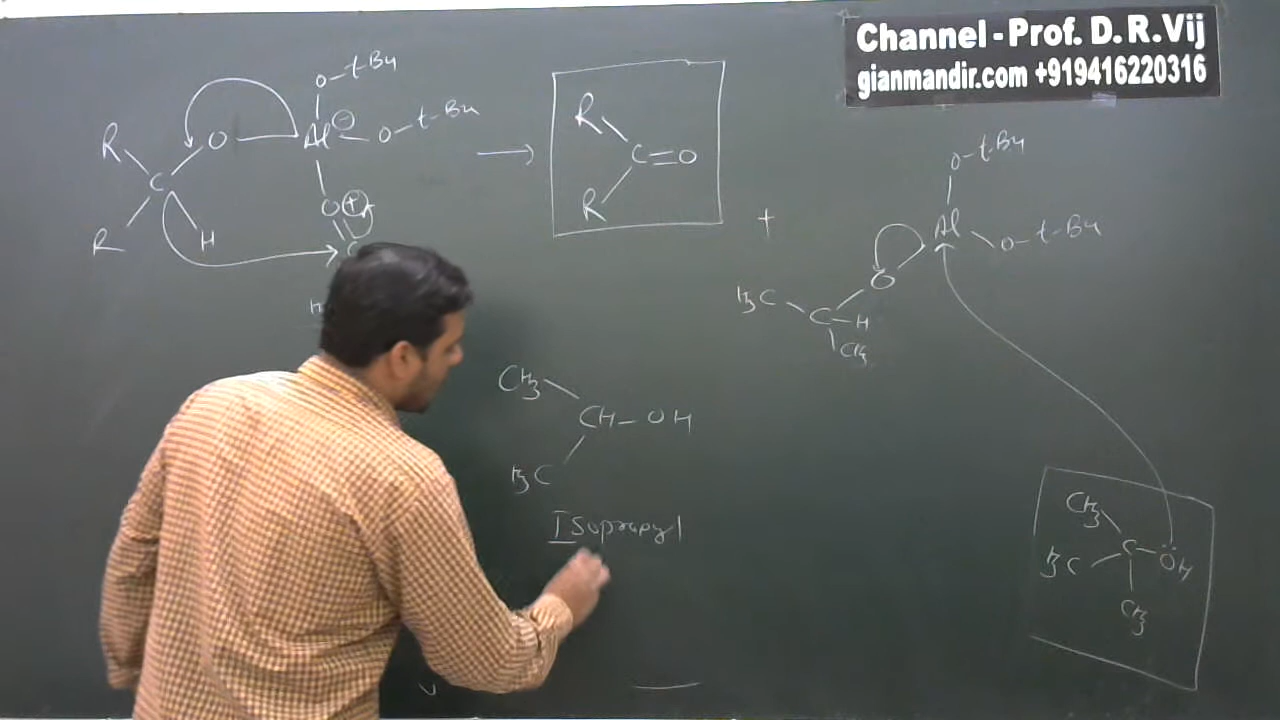 Channel - Prof. D. R. Vij
gianmandir.com +919416220316
O-t-Bu
R O Al ⊖ O-t-Bu
C
R H
O ⊕
→
R
C=O
R
+
O-t-Bu
Al O-t-Bu
O
H3C C-H
CH3
CH3
CH-OH
H3C
Isopropyl
CH3
H3C C-ÖH
CH3